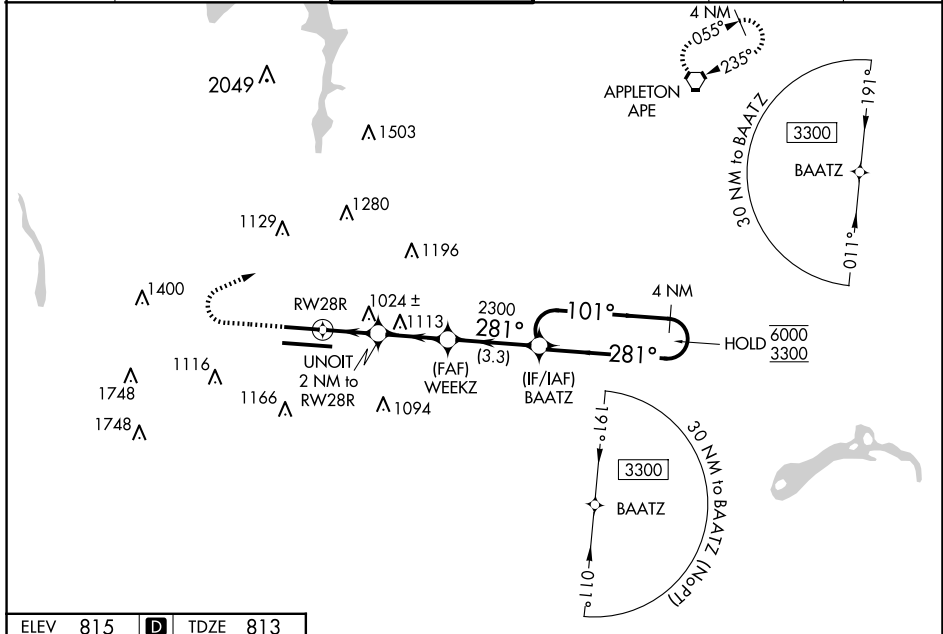 4 NM
055°
235°
APPLETON
APE
2049
1503
30 NM to BAATZ
3300
191°
BAATZ
011°
1280
1129
1196
1400
RW28R
1024 ±
1113
2300
281°
(3.3)
101°
4 NM
281°
HOLD 6000
3300
UNOIT
2 NM to
RW28R
(FAF)
WEEKZ
(IF/IAF)
BAATZ
1116
1748
1166
1094
1748
191°
30 NM to BAATZ (NoPT)
3300
BAATZ
011°
ELEV 815 D TDZE 813